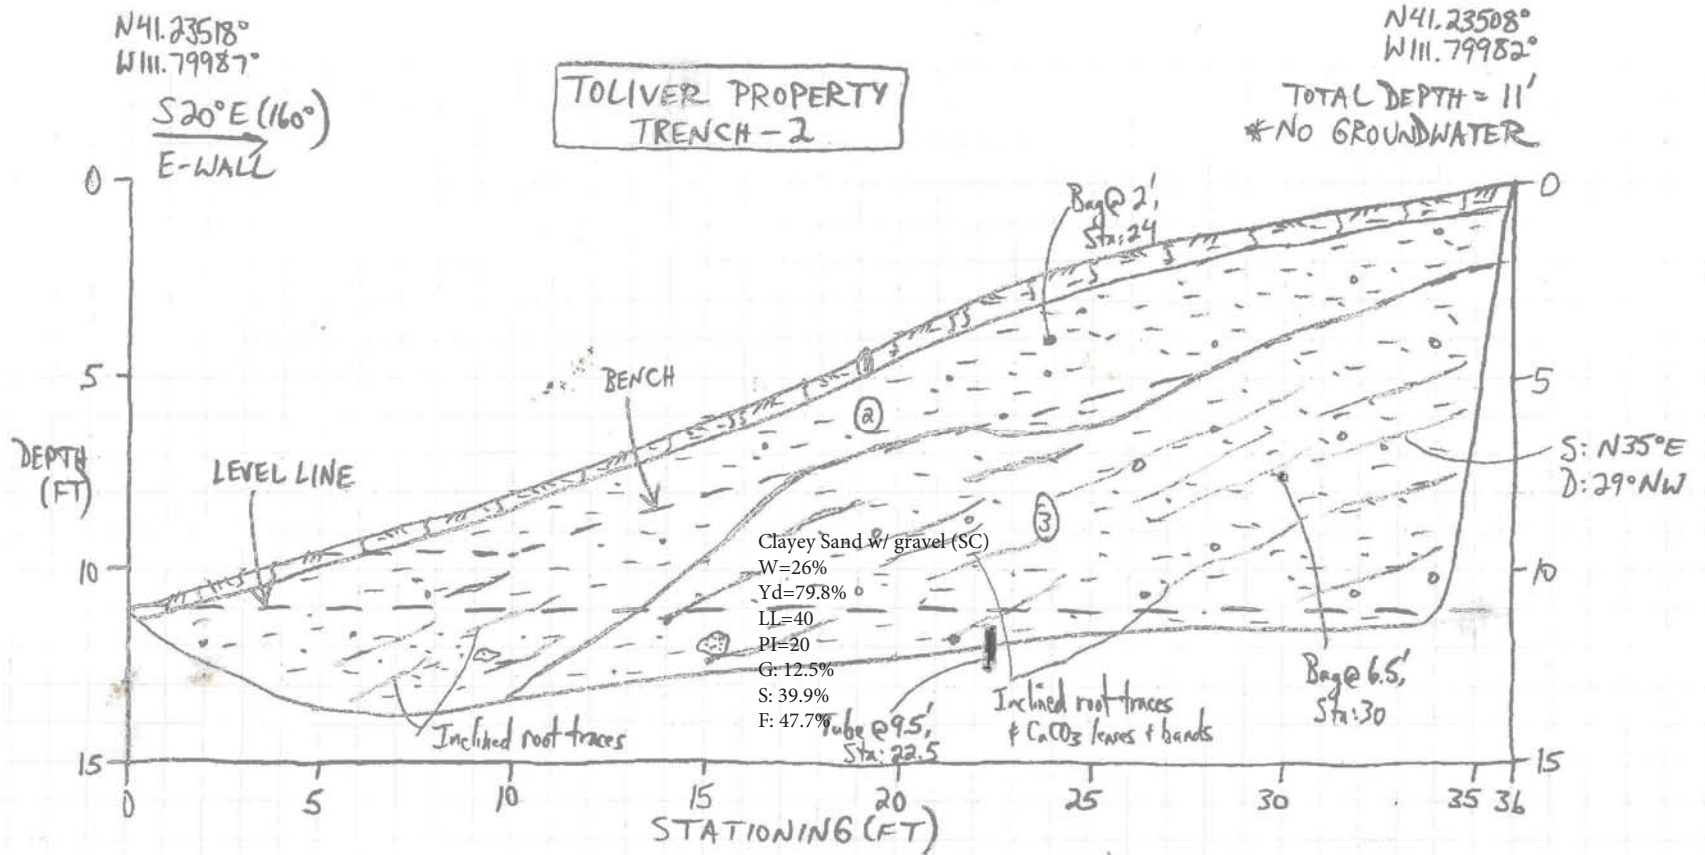 N41.23518°
W111.79987°
S20°E (160°)
E-WALL
TOLIVER PROPERTY
TRENCH-2
N41.23508°
W111.79982°
TOTAL DEPTH = 11'
*NO GROUNDWATER
0
0
Bag@ 2',
Sta: 24
1
5
BENCH
5
2
DEPTH
(FT)
LEVEL LINE
S: N35°E
D: 29°NW
3
Clayey Sand w/ gravel (SC)
W=26%
Yd=79.8%
LL=40
PI=20
G: 12.5%
S: 39.9%
F: 47.7%
10
10
Inclined root traces
Tube @9.5',
Sta: 22.5
Inclined root traces
& CaCO3 lenses & bands
Bag@ 6.5',
Sta: 30
15
15
0 5 10 15 20 25 30 35 36
STATIONING (FT)